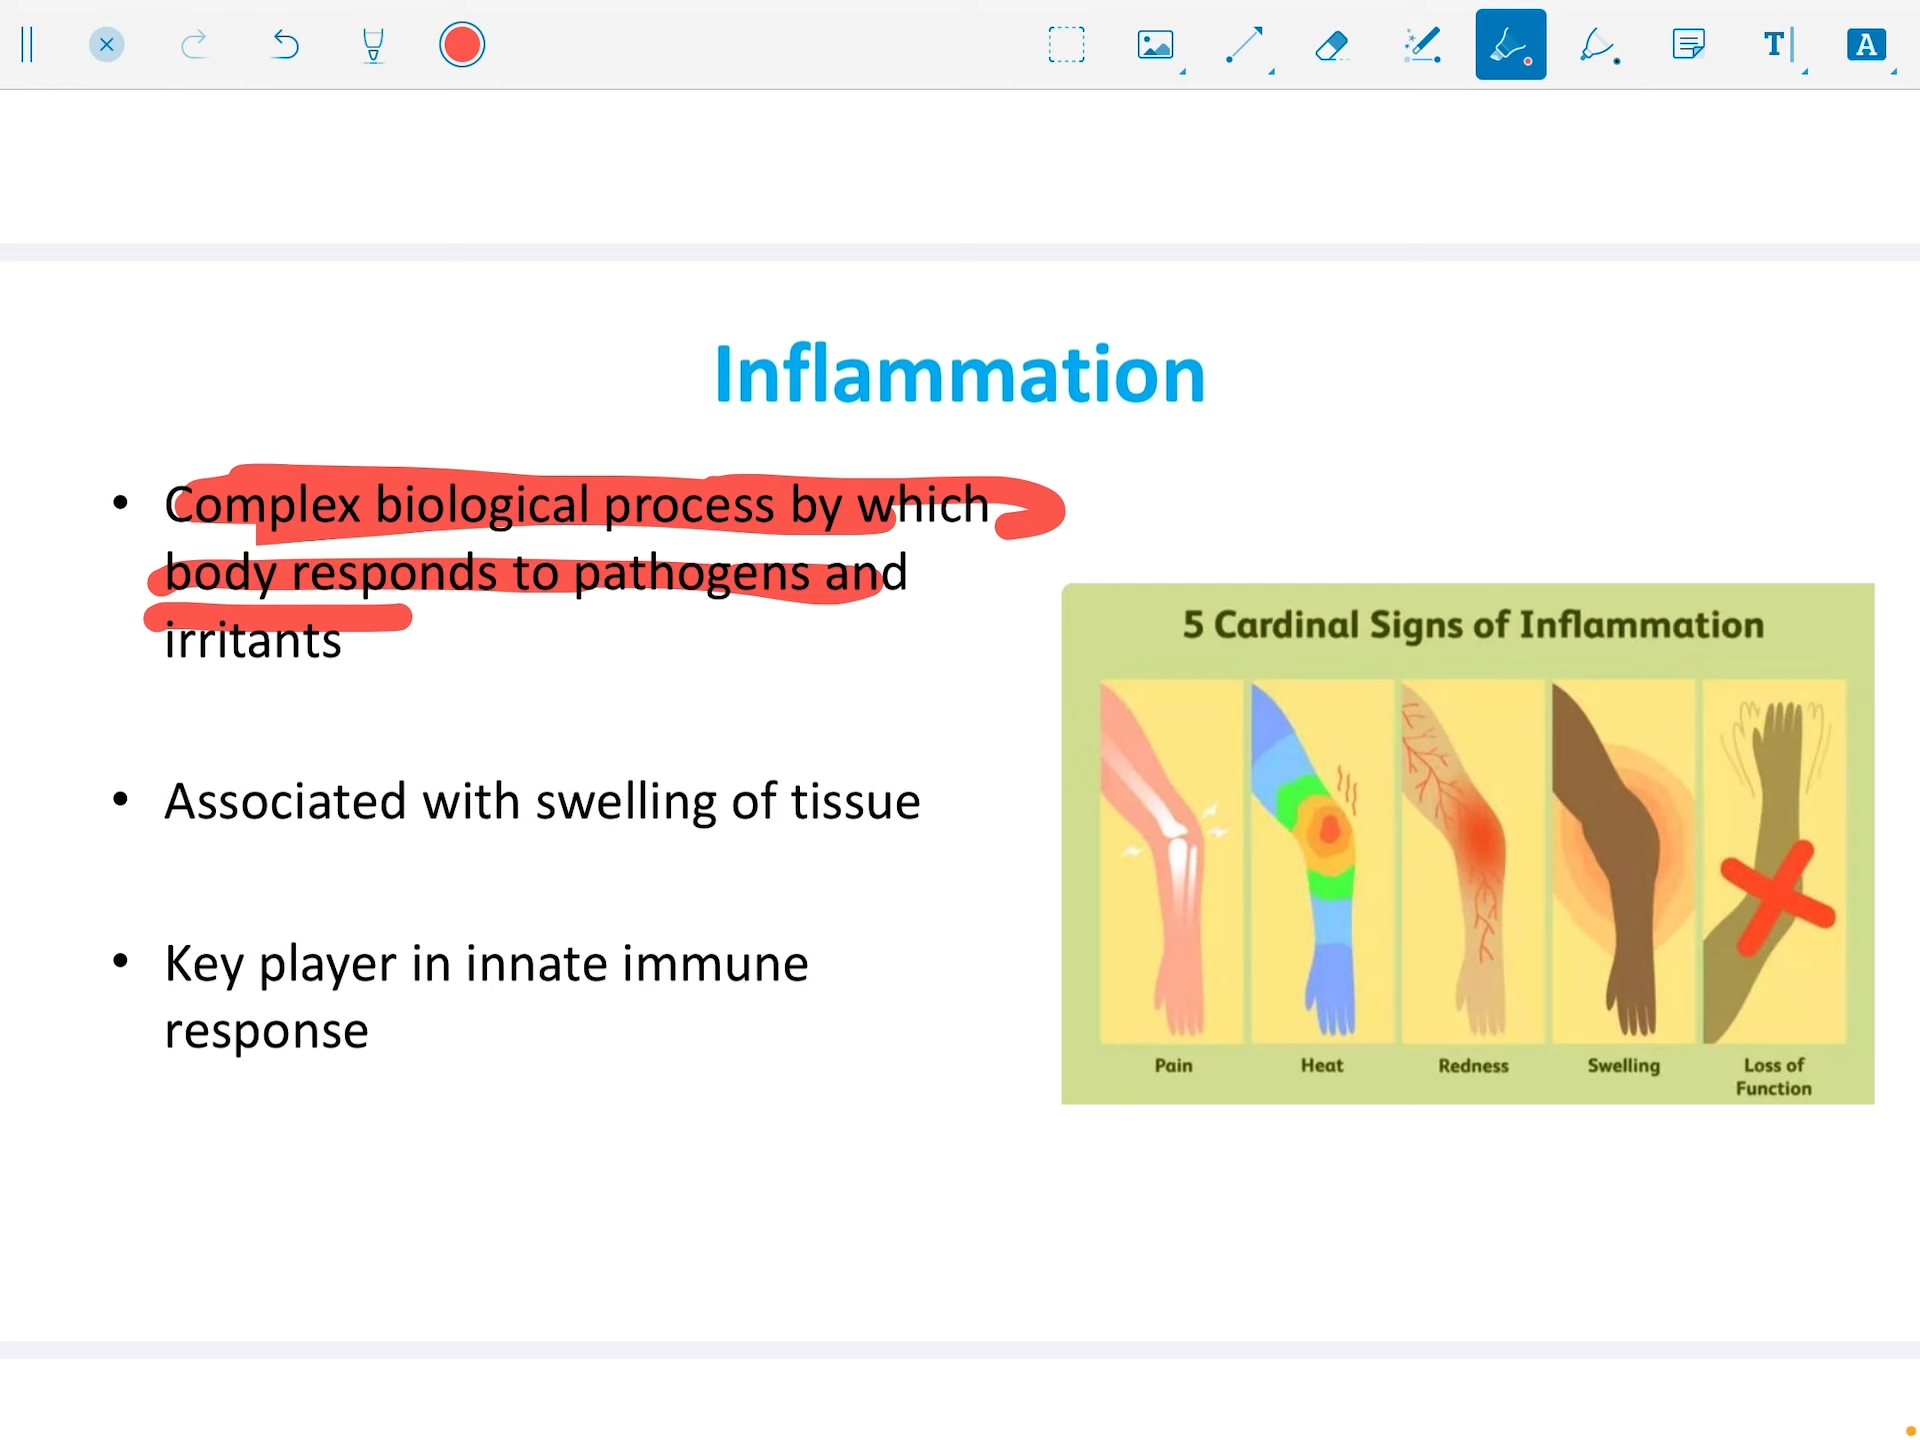 T
A
Inflammation
• Complex biological process by which
body responds to pathogens and
irritants
• Associated with swelling of tissue
• Key player in innate immune
response
5 Cardinal Signs of Inflammation
Pain
Heat
Redness
Swelling
Loss of
Function